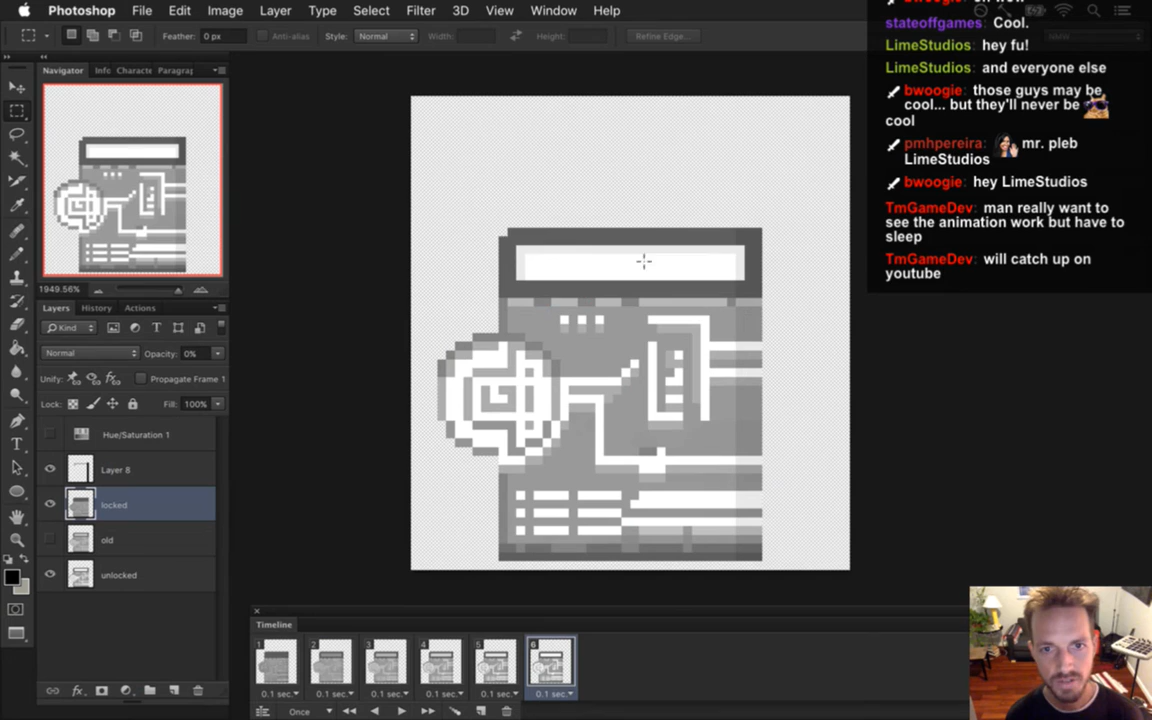 Photoshop File Edit Image Layer Type Select Filter 3D View Window Help
Feather: 0 px Anti-alias Style: Normal Width: Height: Refine Edge...
Navigator Info Characte Paragraj
1949.56%
Layers History Actions
Kind
Normal Opacity: 0%
Unify: Propagate Frame 1
Lock: Fill: 100%
Hue/Saturation 1
Layer 8
locked
old
unlocked
Timeline
1 2 3 4 5 6
0.1 sec. 0.1 sec. 0.1 sec. 0.1 sec. 0.1 sec. 0.1 sec.
Once
stateoffgames: Cool.
LimeStudios: hey fu!
LimeStudios: and everyone else
bwoogie: those guys may be
cool... but they'll never be
cool
pmhpereira: mr. pleb
LimeStudios
bwoogie: hey LimeStudios
TmGameDev: man really want to
see the animation work but have to
sleep
TmGameDev: will catch up on
youtube